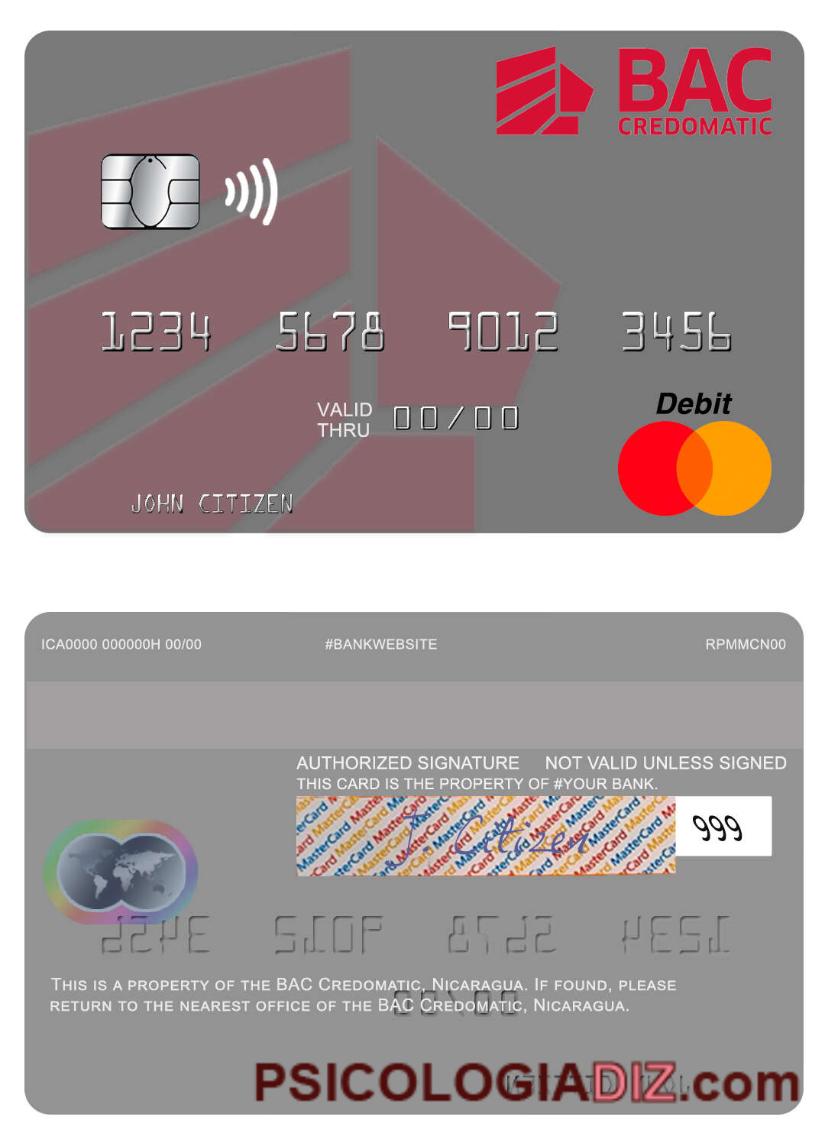 BAC
CREDOMATIC
1234 5678 9012 3456
VALID
THRU 00/00
Debit
JOHN CITIZEN
ICA0000 000000H 00/00 #BANKWEBSITE RPMMCN00
AUTHORIZED SIGNATURE NOT VALID UNLESS SIGNED
THIS CARD IS THE PROPERTY OF #YOUR BANK.
MasterCard MasterCard MasterCard
J. Citizen
999
THIS IS A PROPERTY OF THE BAC CREDOMATIC, NICARAGUA. IF FOUND, PLEASE
RETURN TO THE NEAREST OFFICE OF THE BAC CREDOMATIC, NICARAGUA.
PSICOLOGIADIZ.com